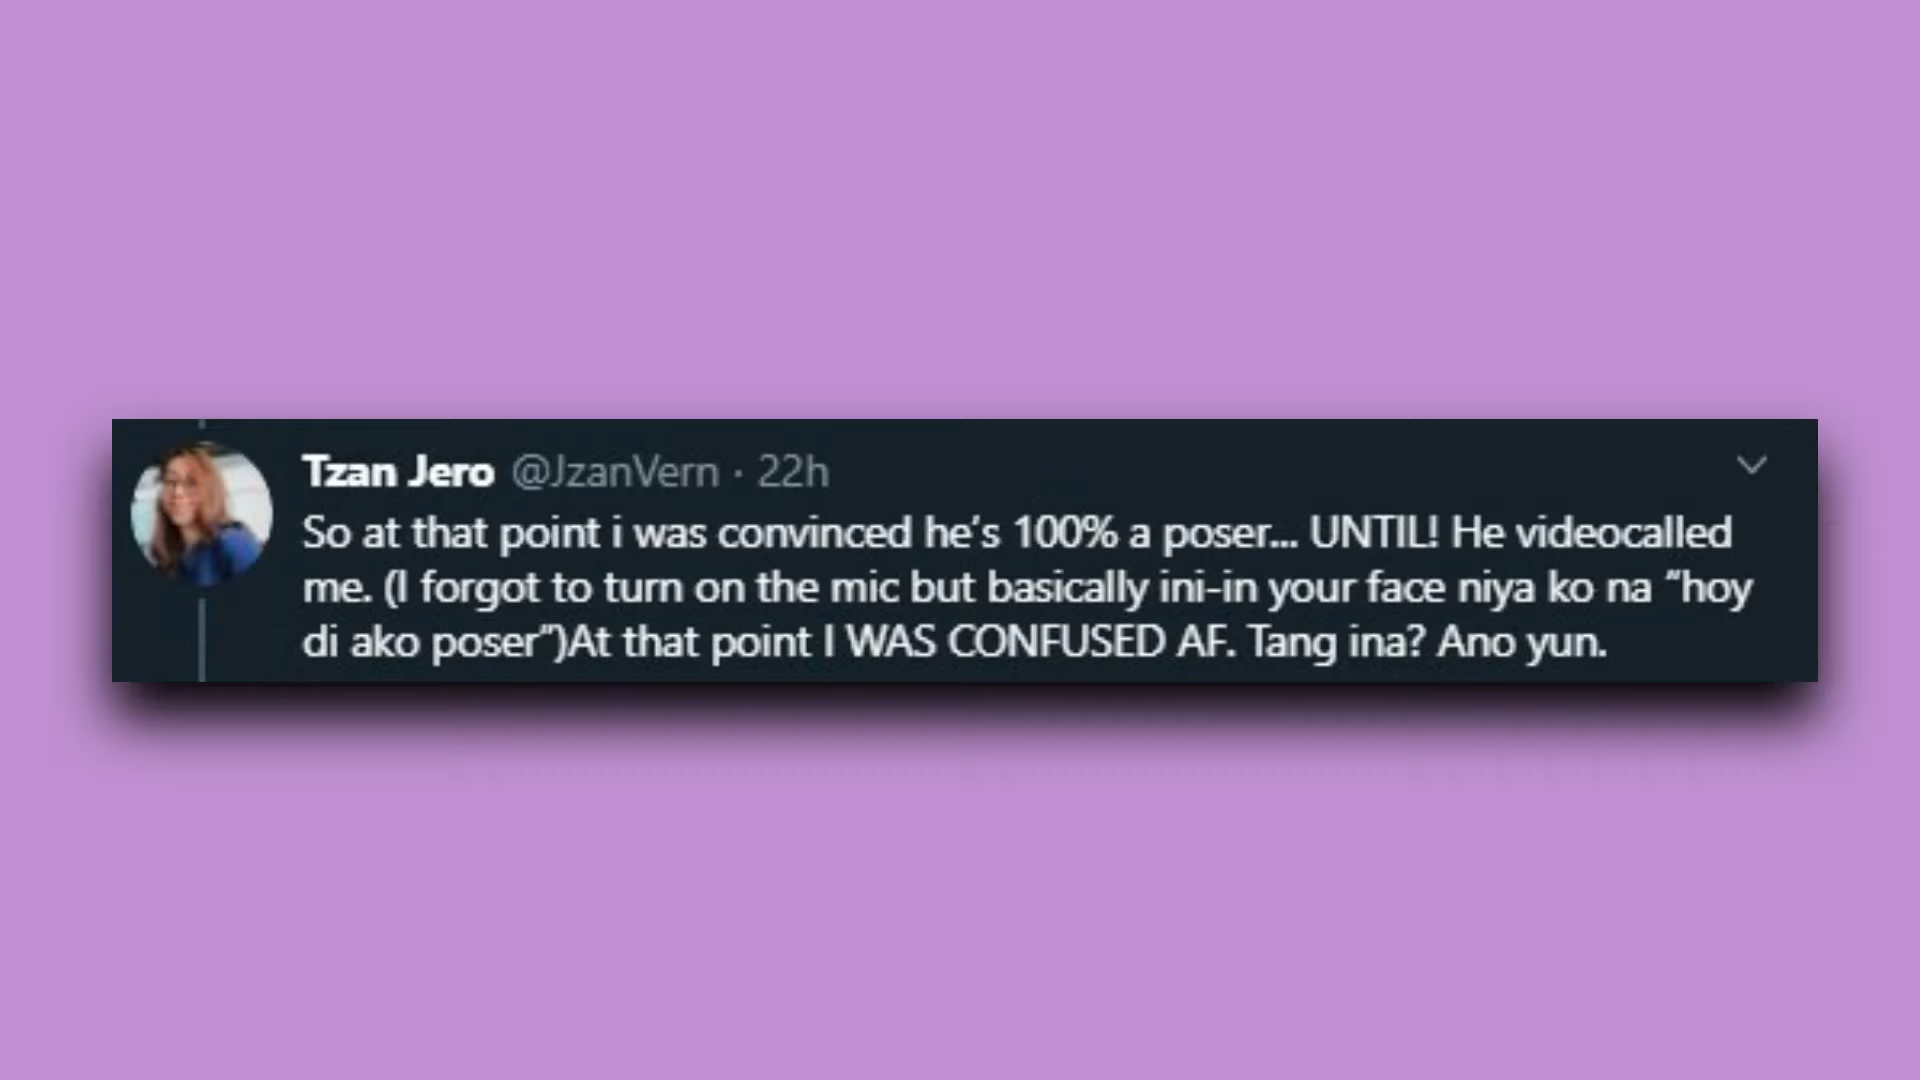 Tzan Jero @JzanVern · 22h
So at that point i was convinced he's 100% a poser... UNTIL! He videocalled
me. (I forgot to turn on the mic but basically ini-in your face niya ko na “hoy
di ako poser”)At that point I WAS CONFUSED AF. Tang ina? Ano yun.